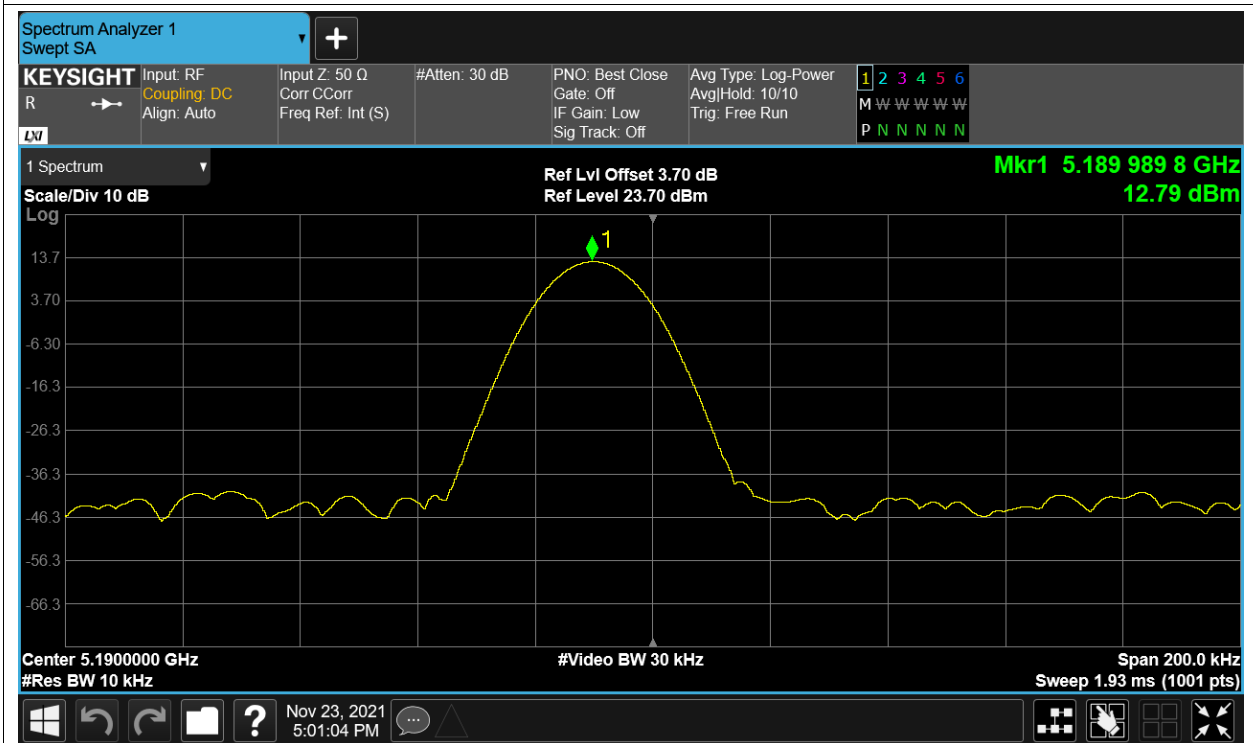 Spectrum Analyzer 1
Swept SA
KEYSIGHT
R
LXI
Input: RF
Coupling: DC
Align: Auto
Input Z: 50 Ω
Corr CCorr
Freq Ref: Int (S)
#Atten: 30 dB
PNO: Best Close
Gate: Off
IF Gain: Low
Sig Track: Off
Avg Type: Log-Power
Avg|Hold: 10/10
Trig: Free Run
1 2 3 4 5 6
M W W W W W
P N N N N N
1 Spectrum
Scale/Div 10 dB
Ref Lvl Offset 3.70 dB
Ref Level 23.70 dBm
Mkr1 5.189 989 8 GHz
12.79 dBm
Log
1
13.7
3.70
-6.30
-16.3
-26.3
-36.3
-46.3
-56.3
-66.3
Center 5.1900000 GHz
#Res BW 10 kHz
#Video BW 30 kHz
Span 200.0 kHz
Sweep 1.93 ms (1001 pts)
?
Nov 23, 2021
5:01:04 PM